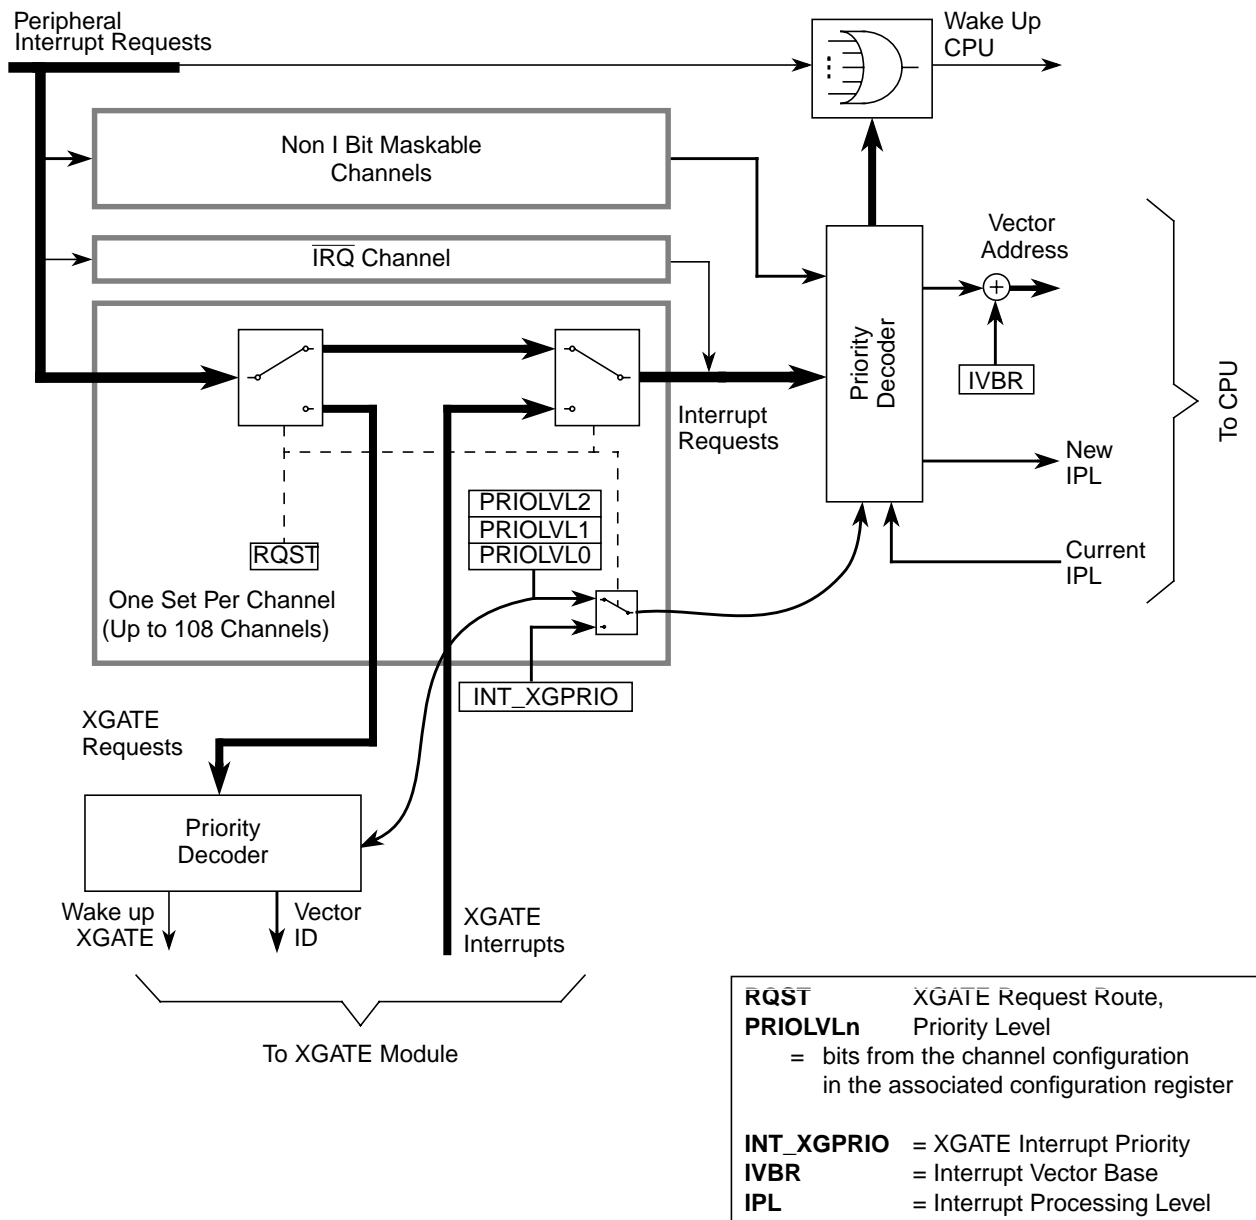 Peripheral
Interrupt Requests
Wake Up
CPU
Non I Bit Maskable
Channels
IRQ Channel
Vector
Address
+
IVBR
Priority
Decoder
To CPU
Interrupt
Requests
New
IPL
PRIOLVL2
PRIOLVL1
PRIOLVL0
RQST
Current
IPL
One Set Per Channel
(Up to 108 Channels)
INT_XGPRIO
XGATE
Requests
Priority
Decoder
Wake up
XGATE
Vector
ID
XGATE
Interrupts
To XGATE Module
RQST XGATE Request Route,
PRIOLVLn Priority Level
= bits from the channel configuration
in the associated configuration register
INT_XGPRIO = XGATE Interrupt Priority
IVBR = Interrupt Vector Base
IPL = Interrupt Processing Level